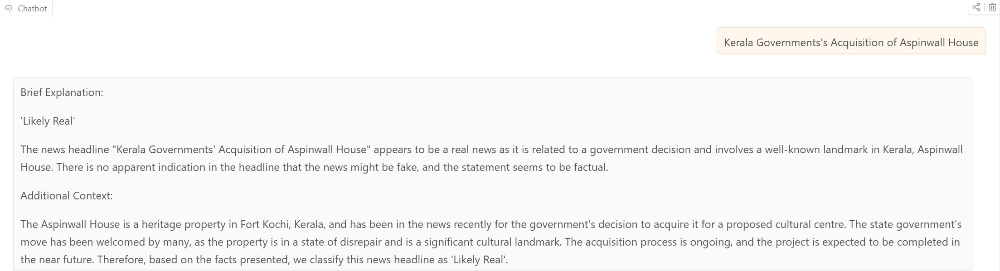 Chatbot
Kerala Governments's Acquisition of Aspinwall House
Brief Explanation:
'Likely Real'
The news headline "Kerala Governments' Acquisition of Aspinwall House" appears to be a real news as it is related to a government decision and involves a well-known landmark in Kerala, Aspinwall
House. There is no apparent indication in the headline that the news might be fake, and the statement seems to be factual.
Additional Context:
The Aspinwall House is a heritage property in Fort Kochi, Kerala, and has been in the news recently for the government's decision to acquire it for a proposed cultural centre. The state government's
move has been welcomed by many, as the property is in a state of disrepair and is a significant cultural landmark. The acquisition process is ongoing, and the project is expected to be completed in
the near future. Therefore, based on the facts presented, we classify this news headline as 'Likely Real'.